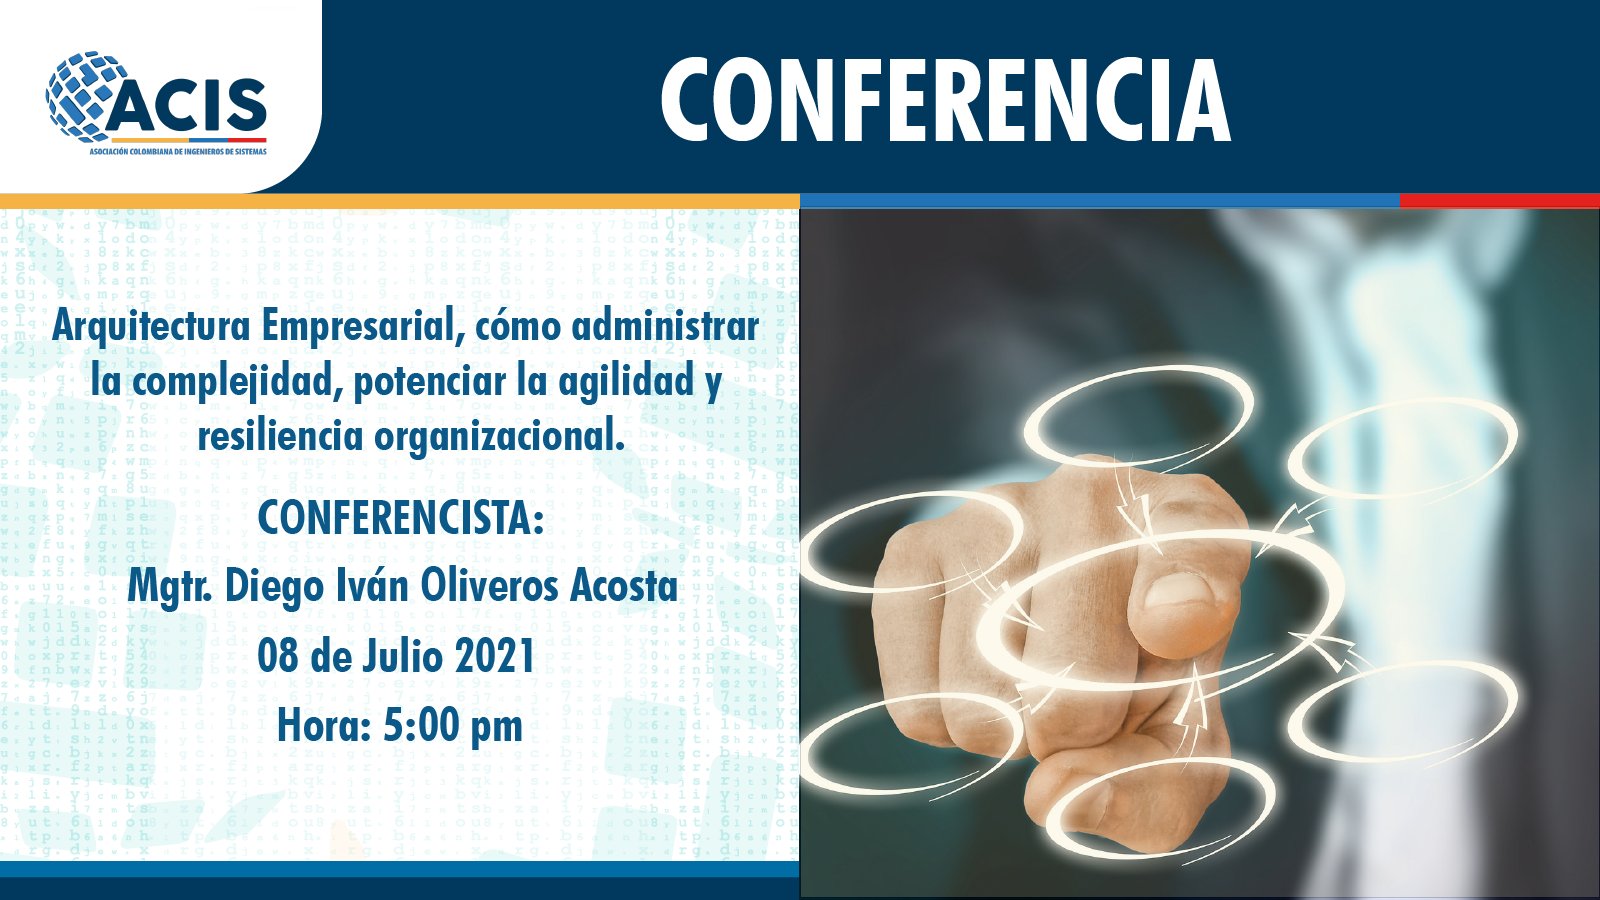 ACIS
ASOCIACIÓN COLOMBIANA DE INGENIEROS DE SISTEMAS
CONFERENCIA
Arquitectura Empresarial, cómo administrar
la complejidad, potenciar la agilidad y
resiliencia organizacional.
CONFERENCISTA:
Mgtr. Diego Iván Oliveros Acosta
08 de Julio 2021
Hora: 5:00 pm